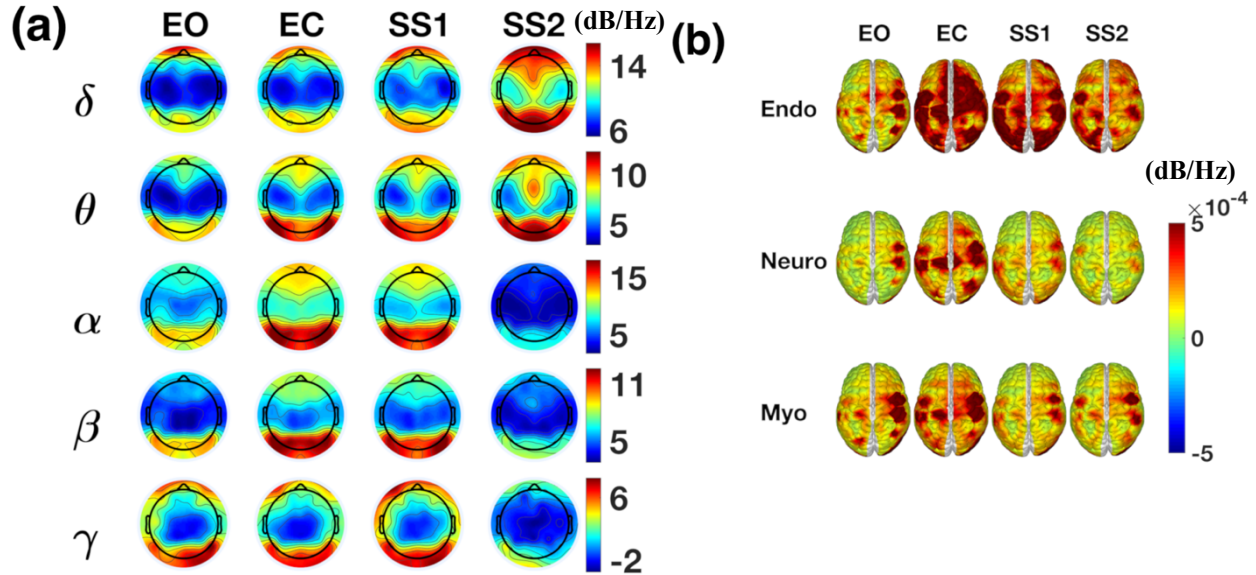 (a) EO EC SS1 SS2 (dB/Hz)
δ 14 6
θ 10 5
α 15 5
β 11 5
γ 6 -2
(b) EO EC SS1 SS2
Endo
(dB/Hz)
×10⁻⁴
Neuro 5 0
Myo -5